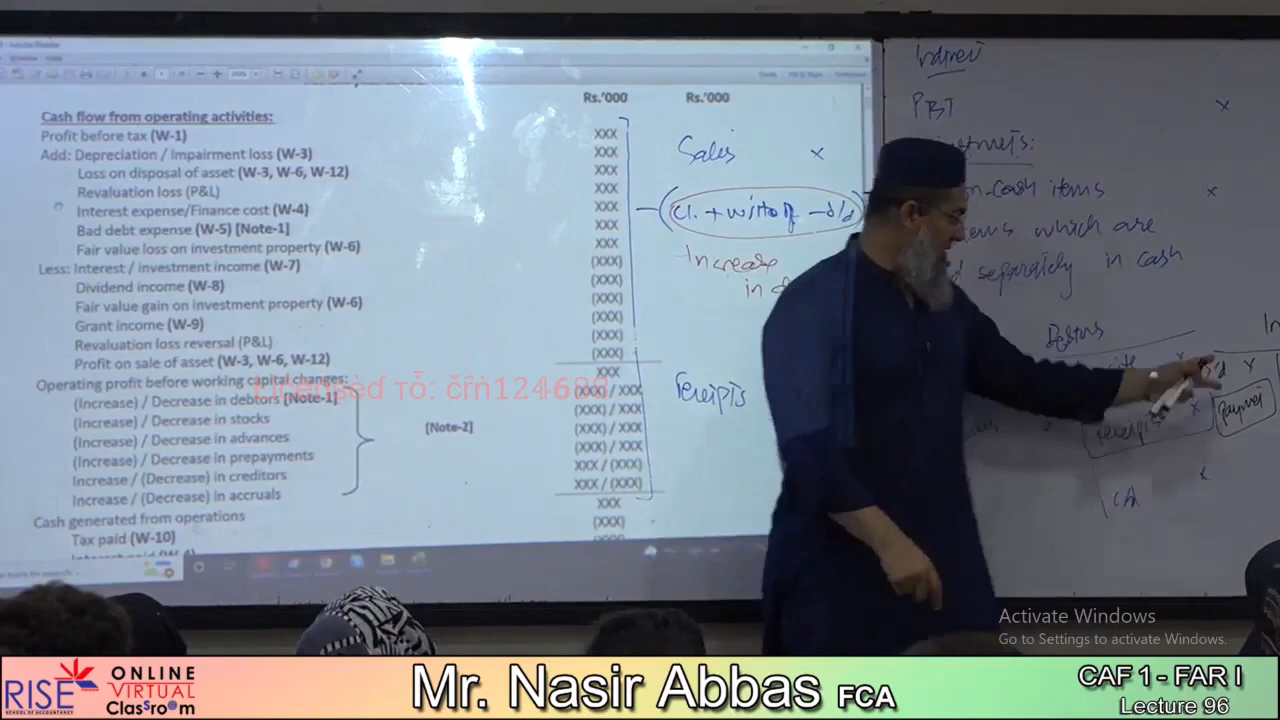 Rs.'000 Rs.'000
Cash flow from operating activities:
Profit before tax (W-1) XXX
Add: Depreciation / Impairment loss (W-3) XXX
Loss on disposal of asset (W-3, W-6, W-12) XXX
Revaluation loss (P&L) XXX
Interest expense/Finance cost (W-4) XXX
Bad debt expense (W-5) [Note-1] XXX
Fair value loss on investment property (W-6) XXX
Less: Interest / investment income (W-7) (XXX)
Dividend income (W-8) (XXX)
Fair value gain on investment property (W-6) (XXX)
Grant income (W-9) (XXX)
Revaluation loss reversal (P&L) (XXX)
Profit on sale of asset (W-3, W-6, W-12) (XXX)
Operating profit before working capital changes: XXX
(Increase) / Decrease in debtors [Note-1] (XXX) / XXX
(Increase) / Decrease in stocks (XXX) / XXX
(Increase) / Decrease in advances (XXX) / XXX
(Increase) / Decrease in prepayments (XXX) / XXX
Increase / (Decrease) in creditors XXX / (XXX)
Increase / (Decrease) in accruals XXX / (XXX)
[Note-2]
Cash generated from operations XXX
Tax paid (W-10) (XXX)
Sales x
Increase
in
receipts
Indirect
PBT x
-cash items x
which are
separately in cash
Debtors
receipts x
Payment
Activate Windows
Go to Settings to activate Windows.
RISE
SCHOOL OF ACCOUNTANCY
ONLINE
VIRTUAL
Classroom
Mr. Nasir Abbas FCA
CAF 1 - FAR I
Lecture 96